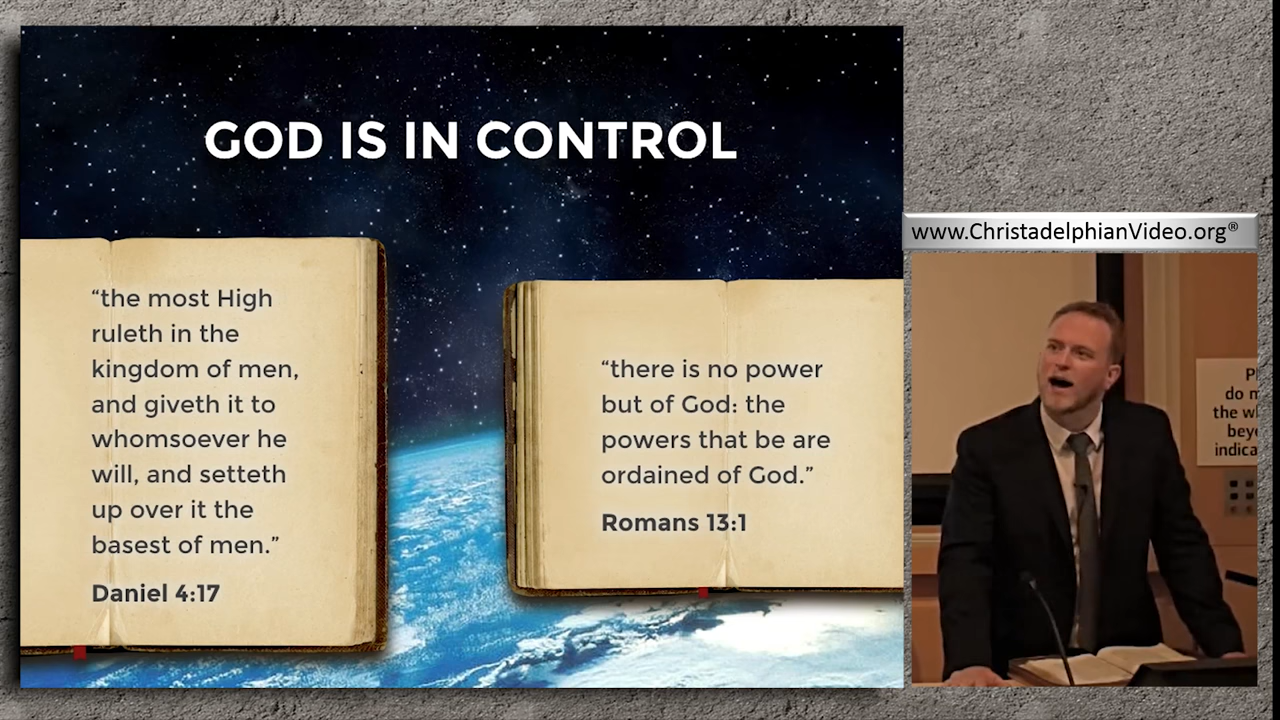 GOD IS IN CONTROL
“the most High
ruleth in the
kingdom of men,
and giveth it to
whomsoever he
will, and setteth
up over it the
basest of men.”
Daniel 4:17
“there is no power
but of God: the
powers that be are
ordained of God.”
Romans 13:1
www.ChristadelphianVideo.org®
do
the